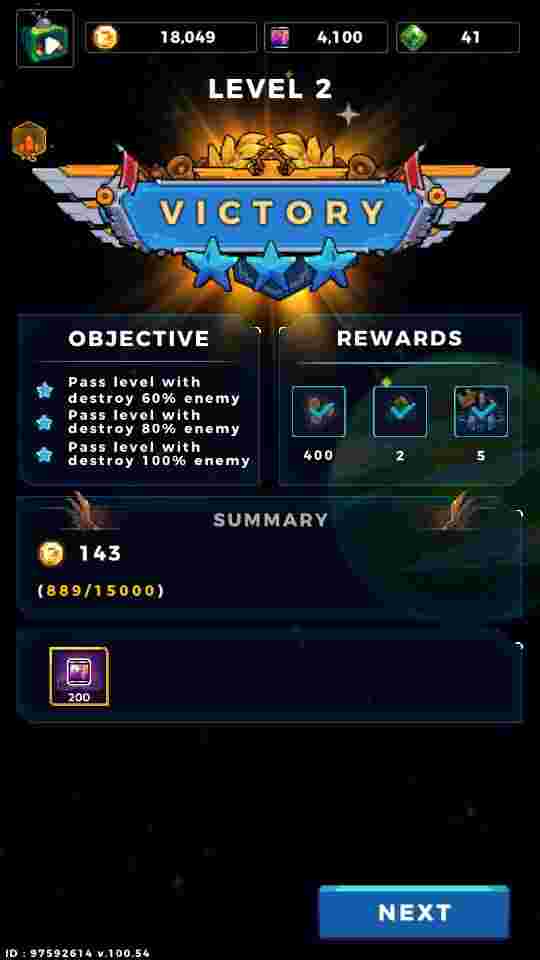 18,049
4,100
41
LEVEL 2
VICTORY
OBJECTIVE
Pass level with
destroy 60% enemy
Pass level with
destroy 80% enemy
Pass level with
destroy 100% enemy
REWARDS
400
2
5
SUMMARY
143
(889/15000)
200
NEXT
ID : 97592614 v.100.54